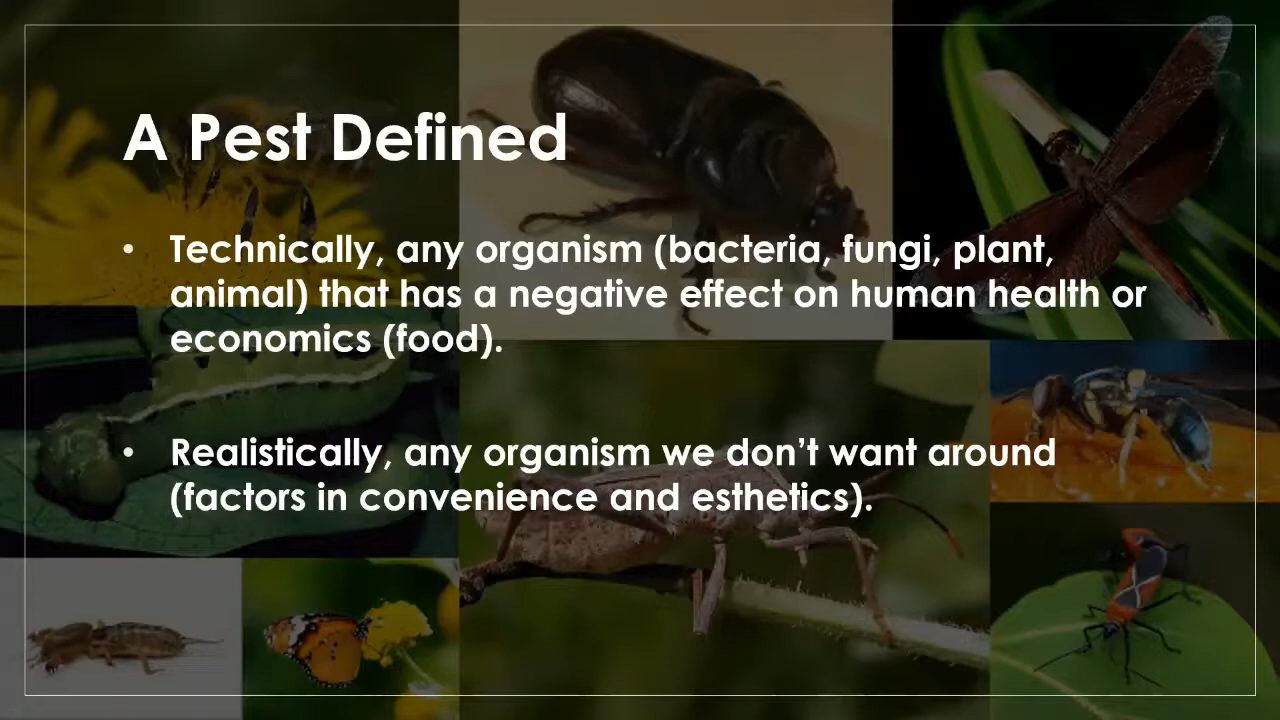 A Pest Defined
• Technically, any organism (bacteria, fungi, plant,
animal) that has a negative effect on human health or
economics (food).
• Realistically, any organism we don’t want around
(factors in convenience and esthetics).